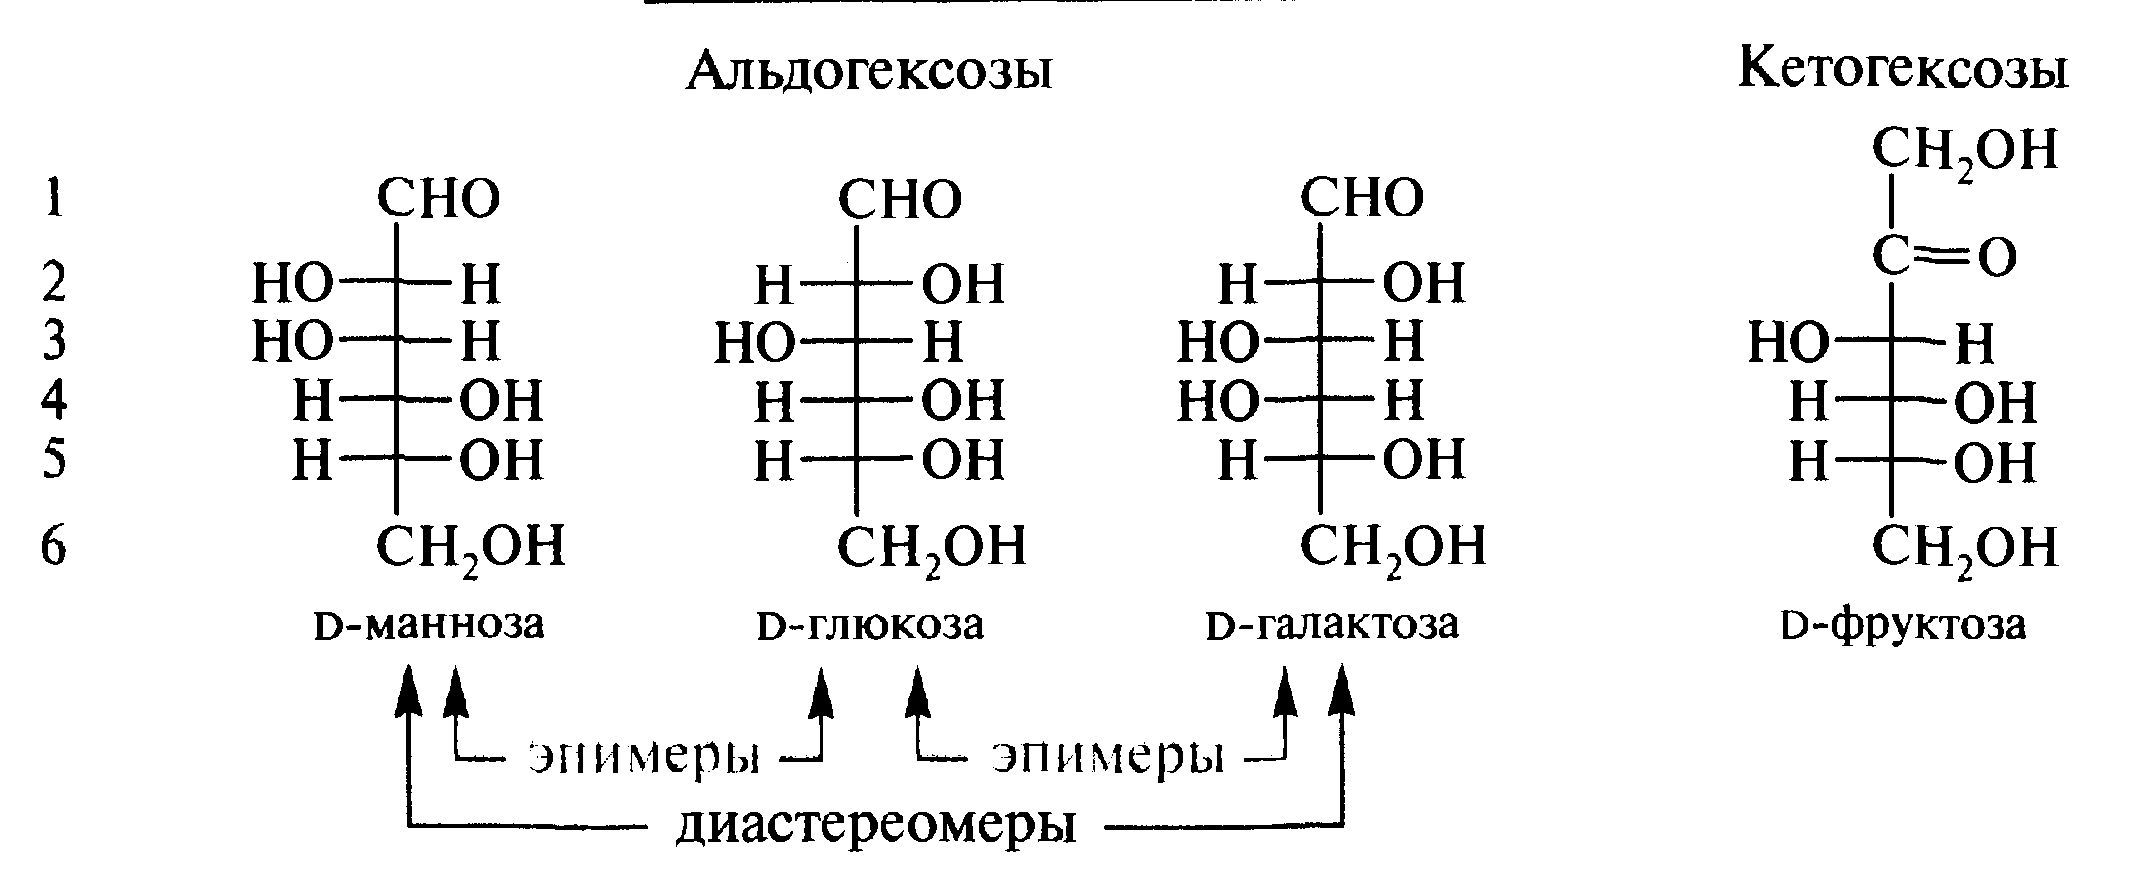 Альдогексозы Кетогексозы
CH₂OH
1 CHO CHO CHO
2 HO H H OH H OH C=O
3 HO H HO H HO H HO H
4 H OH H OH HO H H OH
5 H OH H OH H OH H OH
6 CH₂OH CH₂OH CH₂OH CH₂OH
D-манноза D-глюкоза D-галактоза D-фруктоза
эпимеры эпимеры
диастереомеры